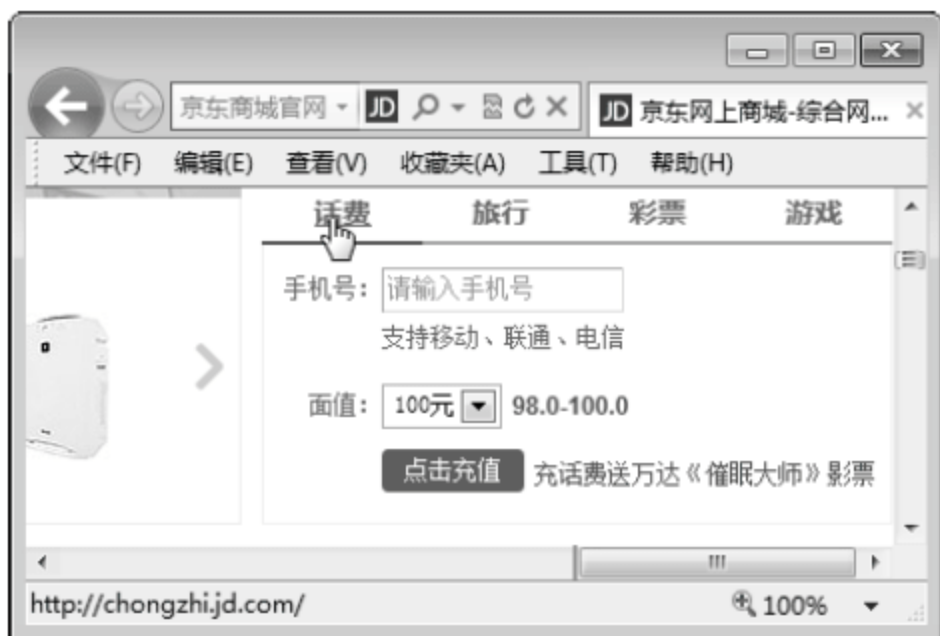 京东商城官网 JD JD 京东网上商城-综合网...
文件(F) 编辑(E) 查看(V) 收藏夹(A) 工具(T) 帮助(H)
话费 旅行 彩票 游戏
手机号: 请输入手机号
支持移动、联通、电信
面值: 100元 98.0-100.0
点击充值 充话费送万达《催眠大师》影票
http://chongzhi.jd.com/ 100%